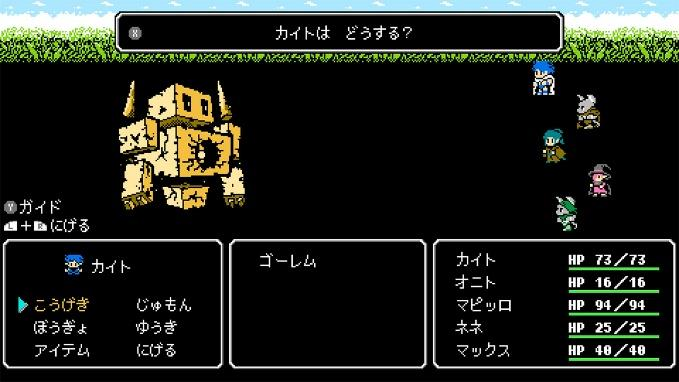 X カイトは どうする?
Y ガイド
L+R にげる
カイト
こうげき じゅもん
ぼうぎょ ゆうき
アイテム にげる
ゴーレム
カイト HP 73/73
オニト HP 16/16
マピッロ HP 94/94
ネネ HP 25/25
マックス HP 40/40